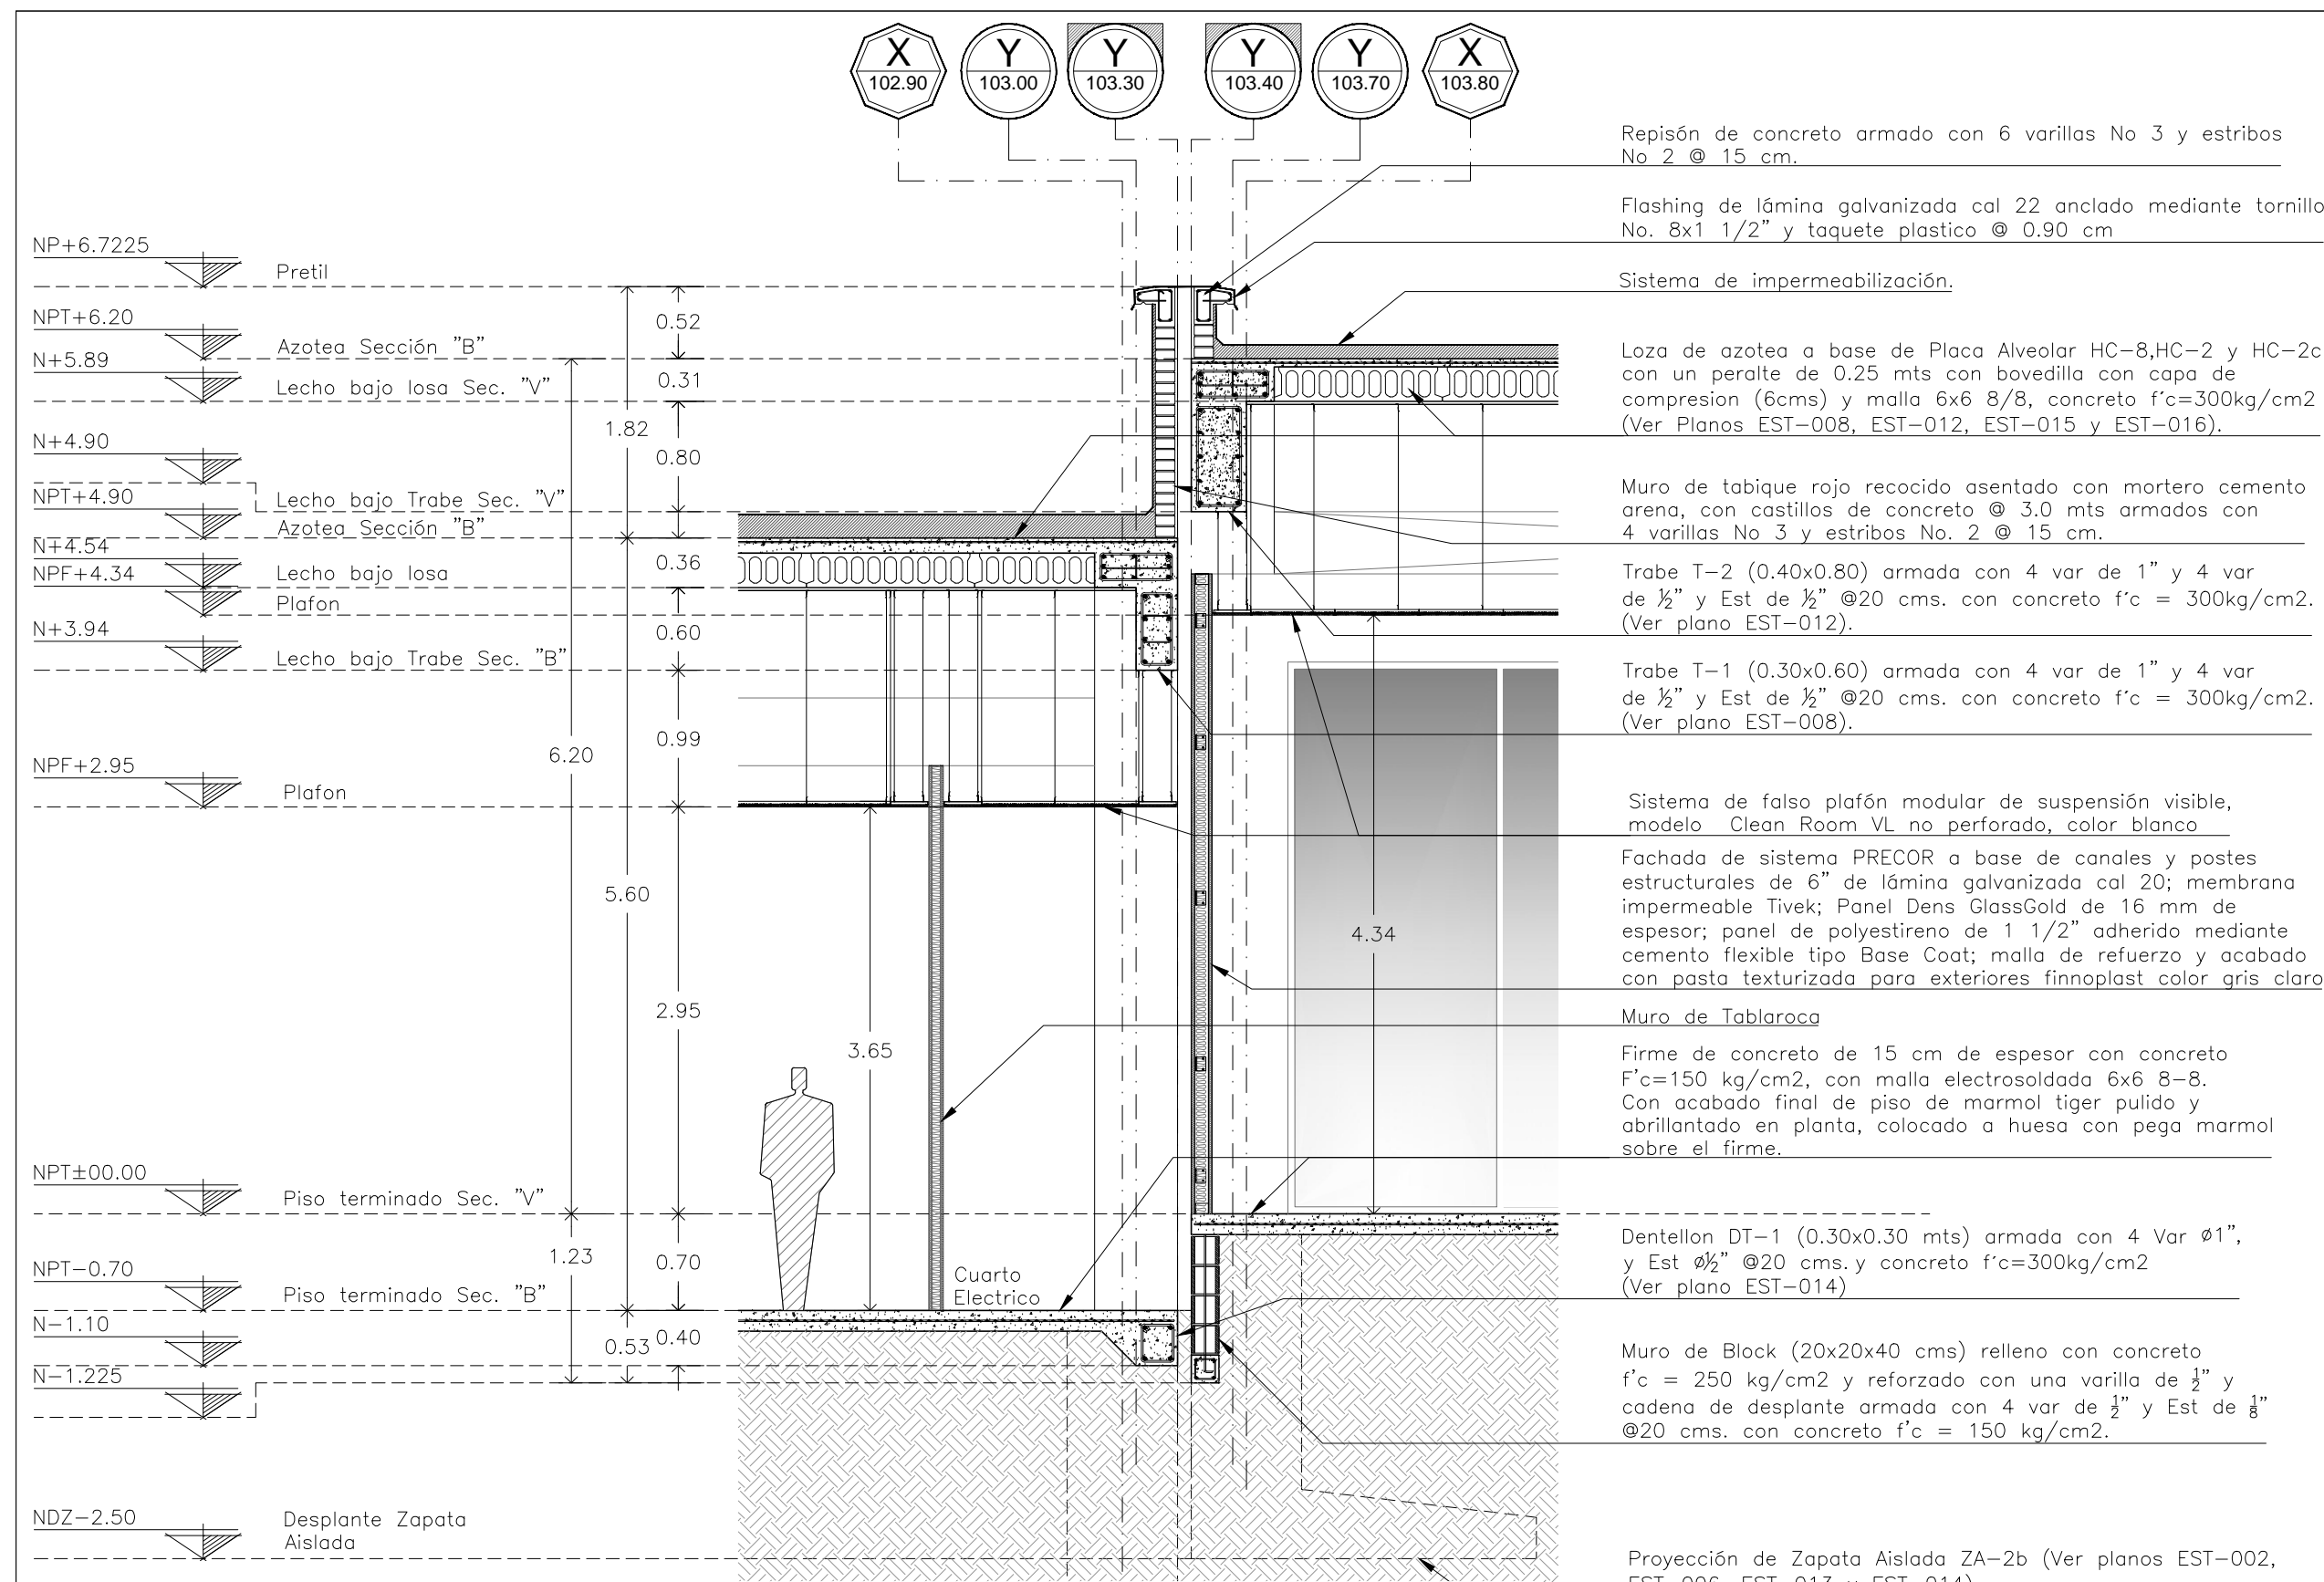 X
102.90
Y
103.00
Y
103.30
Y
103.40
Y
103.70
X
103.80
NP+6.7225
Pretil
NPT+6.20
Azotea Sección "B"
N+5.89
Lecho bajo losa Sec. "V"
N+4.90
Lecho bajo Trabe Sec. "V"
NPT+4.90
Azotea Sección "B"
N+4.54
Lecho bajo losa
NPF+4.34
Plafon
N+3.94
Lecho bajo Trabe Sec. "B"
NPF+2.95
Plafon
NPT±00.00
Piso terminado Sec. "V"
NPT-0.70
Piso terminado Sec. "B"
N-1.10
N-1.225
NDZ-2.50
Desplante Zapata
Aislada
6.20
1.23
1.82
5.60
0.53
0.52
0.31
0.80
0.36
0.60
0.99
2.95
0.70
0.40
3.65
4.34
Cuarto
Electrico
Repisón de concreto armado con 6 varillas No 3 y estribos
No 2 @ 15 cm.
Flashing de lámina galvanizada cal 22 anclado mediante tornillo
No. 8x1 1/2" y taquete plastico @ 0.90 cm
Sistema de impermeabilización.
Loza de azotea a base de Placa Alveolar HC-8,HC-2 y HC-2c
con un peralte de 0.25 mts con bovedilla con capa de
compresion (6cms) y malla 6x6 8/8, concreto f'c=300kg/cm2
(Ver Planos EST-008, EST-012, EST-015 y EST-016).
Muro de tabique rojo recocido asentado con mortero cemento
arena, con castillos de concreto @ 3.0 mts armados con
4 varillas No 3 y estribos No. 2 @ 15 cm.
Trabe T-2 (0.40x0.80) armada con 4 var de 1" y 4 var
de ½" y Est de ½" @20 cms. con concreto f'c = 300kg/cm2.
(Ver plano EST-012).
Trabe T-1 (0.30x0.60) armada con 4 var de 1" y 4 var
de ½" y Est de ½" @20 cms. con concreto f'c = 300kg/cm2.
(Ver plano EST-008).
Sistema de falso plafón modular de suspensión visible,
modelo Clean Room VL no perforado, color blanco
Fachada de sistema PRECOR a base de canales y postes
estructurales de 6" de lámina galvanizada cal 20; membrana
impermeable Tivek; Panel Dens GlassGold de 16 mm de
espesor; panel de polyestireno de 1 1/2" adherido mediante
cemento flexible tipo Base Coat; malla de refuerzo y acabado
con pasta texturizada para exteriores finnoplast color gris claro
Muro de Tablaroca
Firme de concreto de 15 cm de espesor con concreto
F'c=150 kg/cm2, con malla electrosoldada 6x6 8-8.
Con acabado final de piso de marmol tiger pulido y
abrillantado en planta, colocado a huesa con pega marmol
sobre el firme.
Dentellon DT-1 (0.30x0.30 mts) armada con 4 Var ø1",
y Est ø½" @20 cms. y concreto f'c=300kg/cm2
(Ver plano EST-014)
Muro de Block (20x20x40 cms) relleno con concreto
f'c = 250 kg/cm2 y reforzado con una varilla de ½" y
cadena de desplante armada con 4 var de ½" y Est de ⅛"
@20 cms. con concreto f'c = 150 kg/cm2.
Proyección de Zapata Aislada ZA-2b (Ver planos EST-002,
EST-006, EST-013 y EST-014)